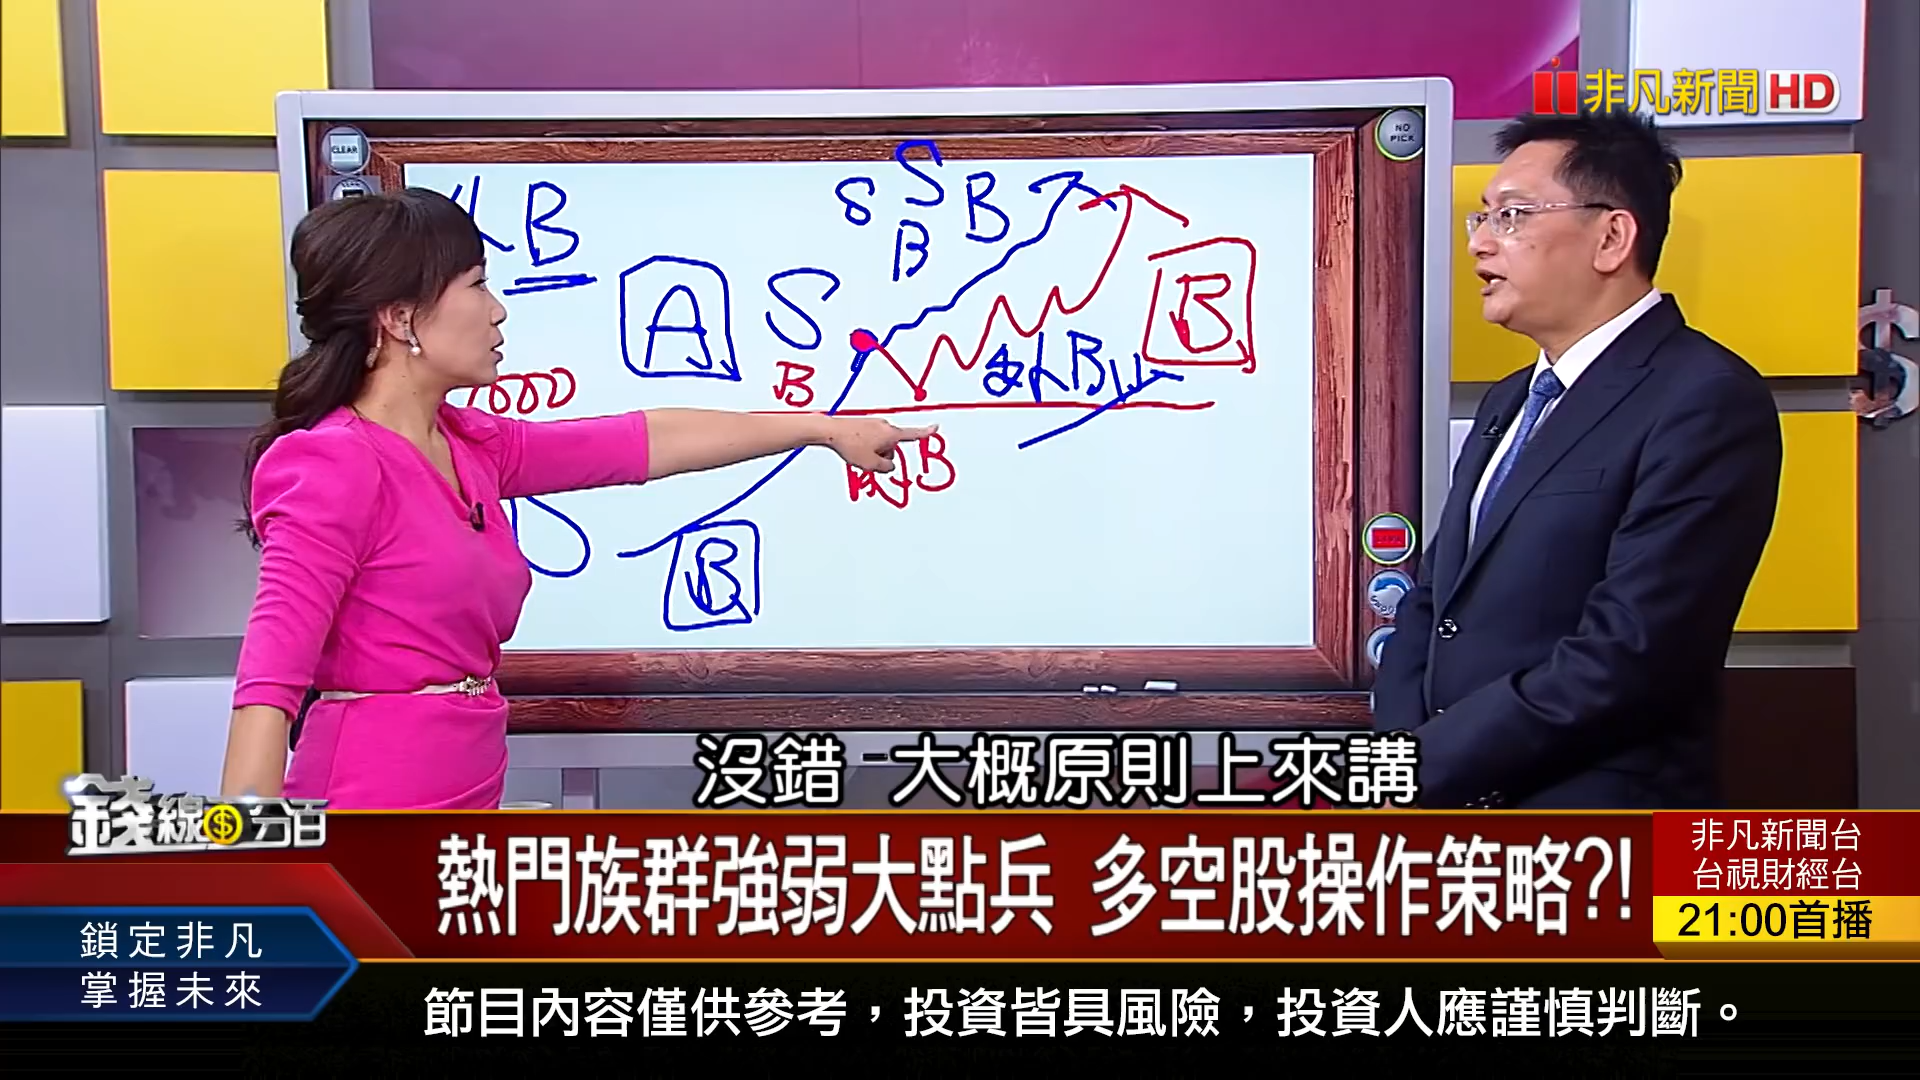 非凡新聞 HD
CLEAR
NO
PICK
S
S B
B
B
A S
B
B
B
B
B
沒錯 大概原則上來講
錢線百分百
熱門族群強弱大點兵 多空股操作策略?!
非凡新聞台
台視財經台
21:00首播
鎖定非凡
掌握未來
節目內容僅供參考,投資皆具風險,投資人應謹慎判斷。